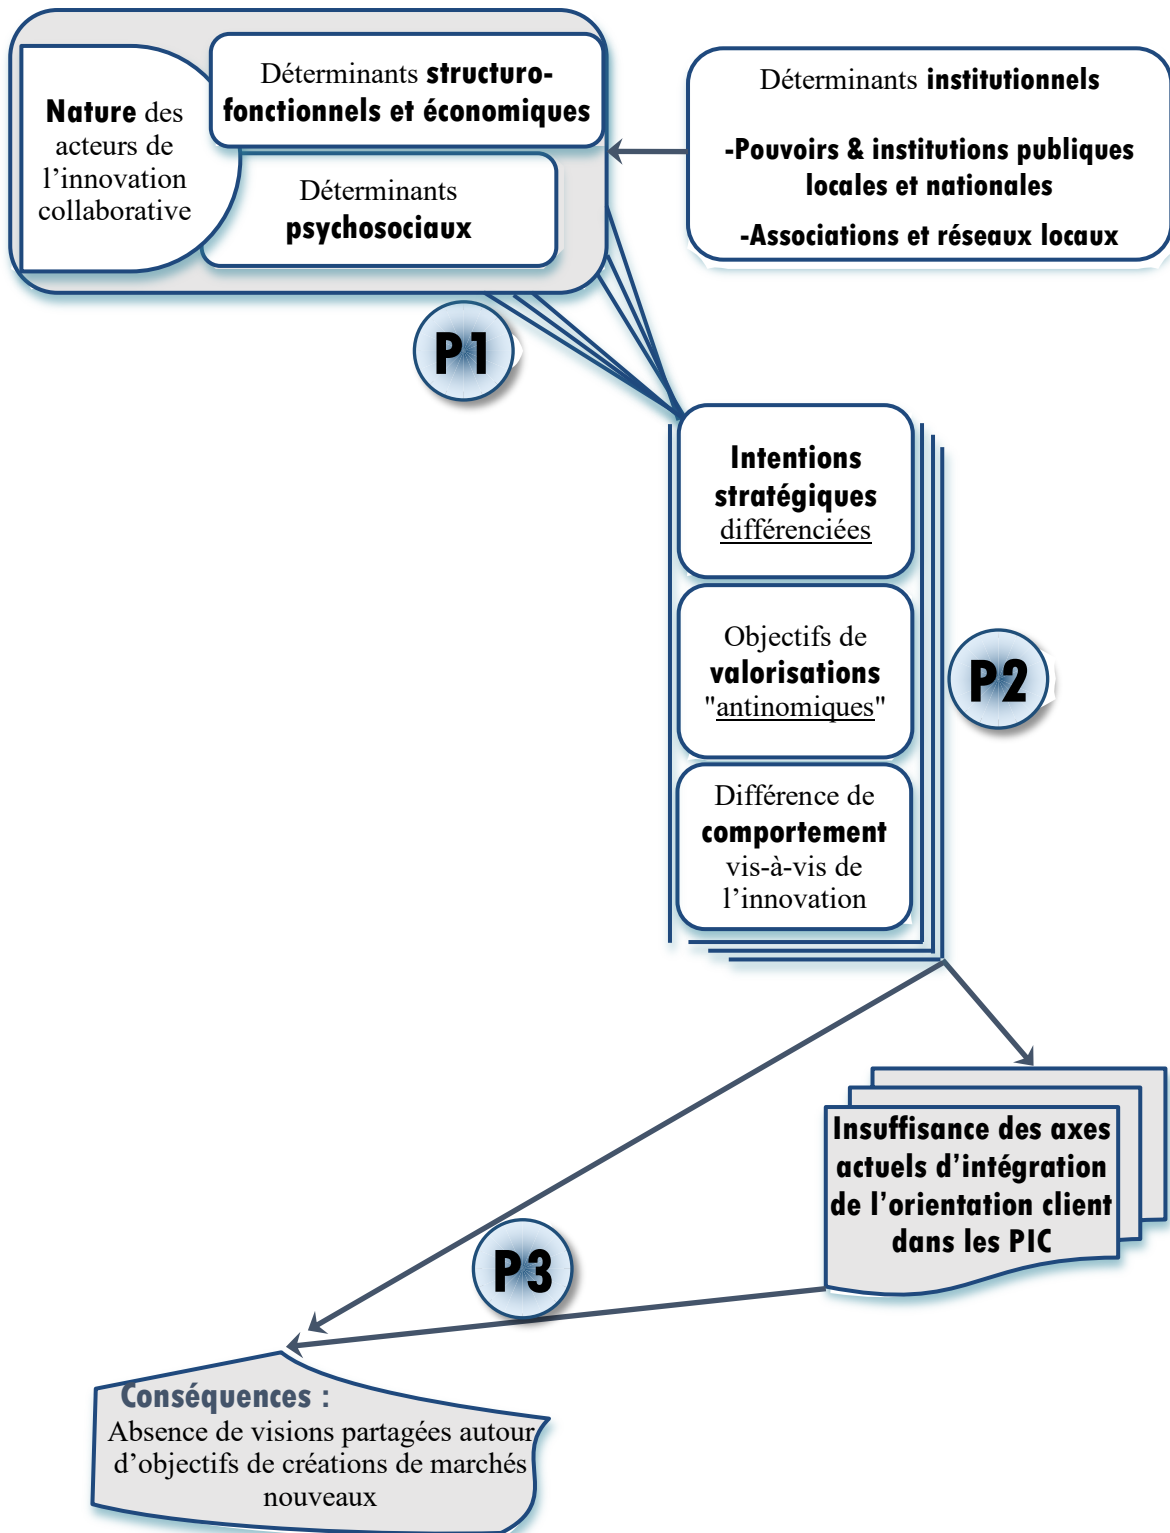 Nature des
acteurs de
l’innovation
collaborative
Déterminants structuro-
fonctionnels et économiques
Déterminants
psychosociaux
Déterminants institutionnels
-Pouvoirs & institutions publiques
locales et nationales
-Associations et réseaux locaux
P1
Intentions
stratégiques
différenciées
Objectifs de
valorisations
"antinomiques"
P2
Différence de
comportement
vis-à-vis de
l’innovation
Insuffisance des axes
actuels d’intégration
de l’orientation client
dans les PIC
P3
Conséquences :
Absence de visions partagées autour
d’objectifs de créations de marchés
nouveaux